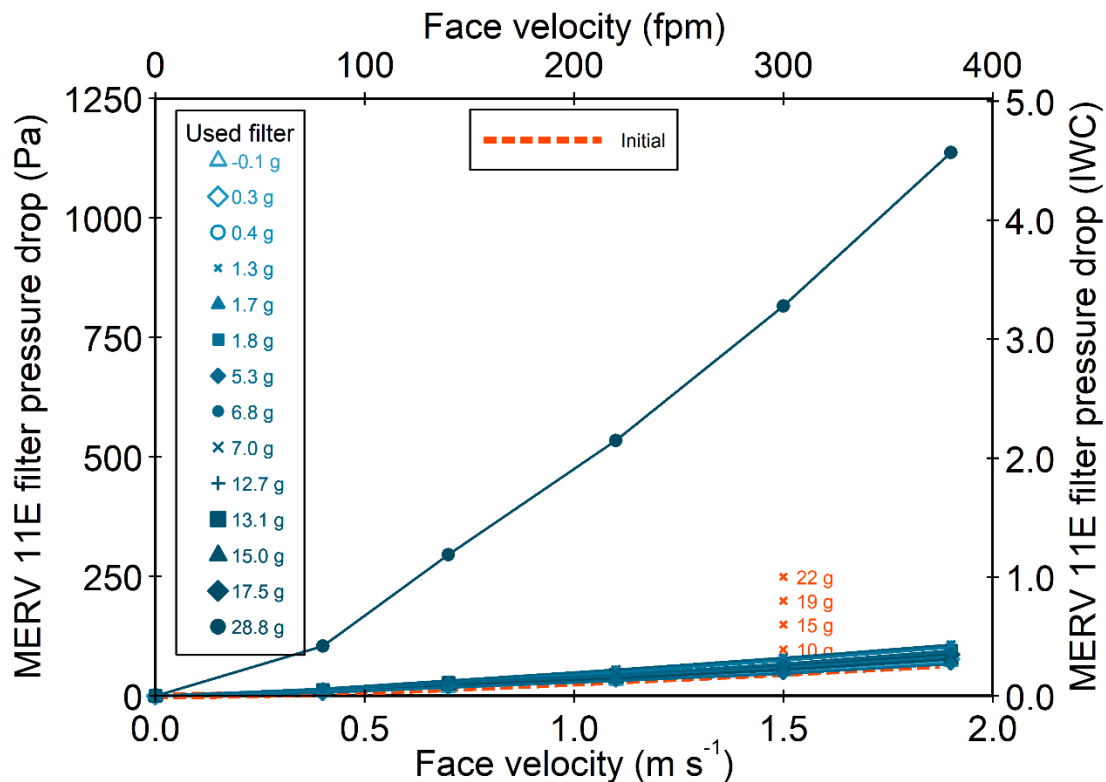 Face velocity (fpm)
0 100 200 300 400
MERV 11E filter pressure drop (Pa)
1250
1000
750
500
250
0
Used filter
-0.1 g
0.3 g
0.4 g
1.3 g
1.7 g
1.8 g
5.3 g
6.8 g
7.0 g
12.7 g
13.1 g
15.0 g
17.5 g
28.8 g
Initial
22 g
19 g
15 g
10 g
5.0
4.0
3.0
2.0
1.0
0.0
MERV 11E filter pressure drop (IWC)
0.0 0.5 1.0 1.5 2.0
Face velocity (m s⁻¹)